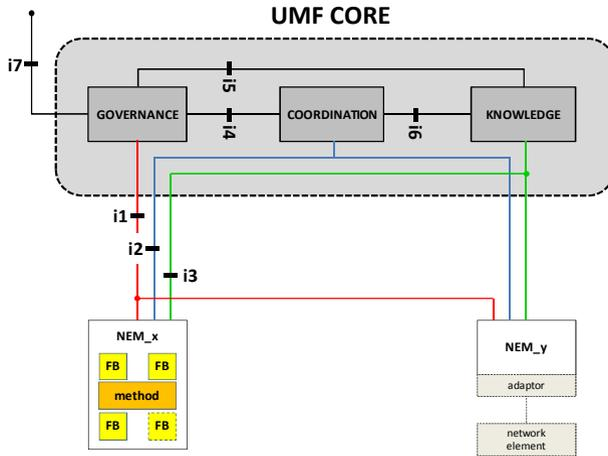 UMF CORE
i7
i5
GOVERNANCE
COORDINATION
KNOWLEDGE
i4
i6
i1
i2
i3
NEM_x
FB
FB
method
FB
FB
NEM_y
adaptor
network
element